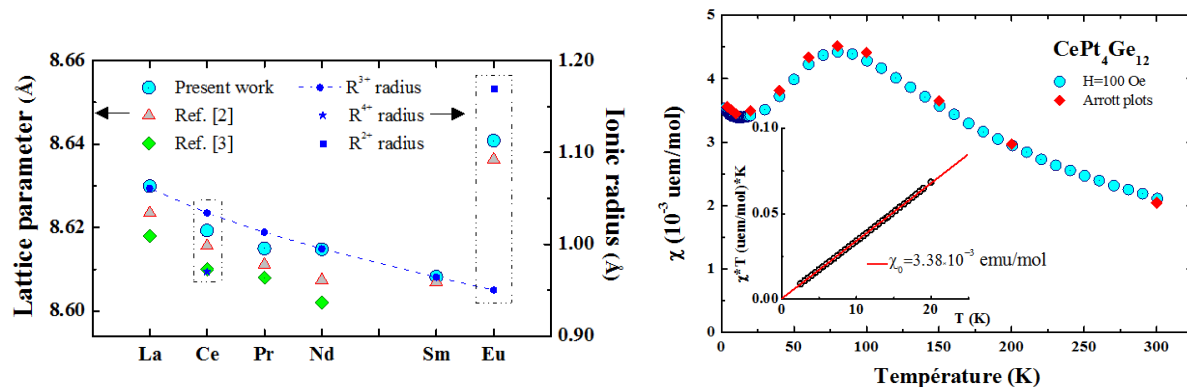 Lattice parameter (Å)
8.66
8.64
8.62
8.60
Present work
Ref. [2]
Ref. [3]
R3+ radius
R4+ radius
R2+ radius
1.20
1.10
1.00
0.90
Ionic radius (Å)
La Ce Pr Nd Sm Eu
χ (10-3 uem/mol)
5
4
3
2
1
0
CePt4Ge12
H=100 Oe
Arrott plots
χ*T (uem/mol)*K
0.10
0.05
0.00
χ0=3.38.10-3 emu/mol
0 10 20
T (K)
0 50 100 150 200 250 300
Température (K)